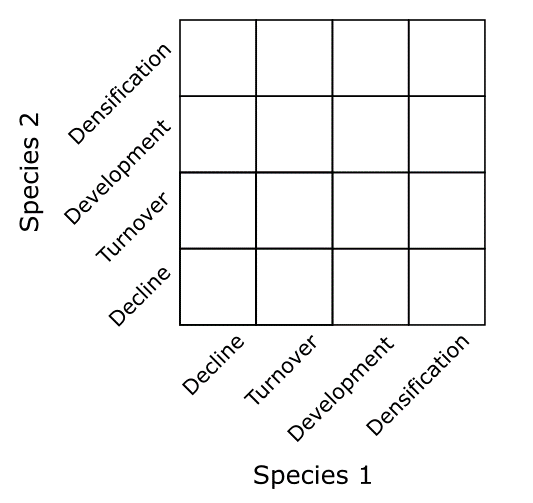 Species 2
Densification
Development
Turnover
Decline
Decline
Turnover
Development
Densification
Species 1